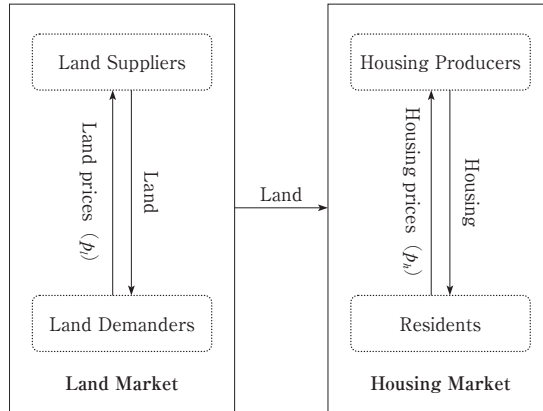 Land Suppliers
Land prices (pl)
Land
Land Demanders
Land Market
Land
Housing Producers
Housing prices (ph)
Housing
Residents
Housing Market